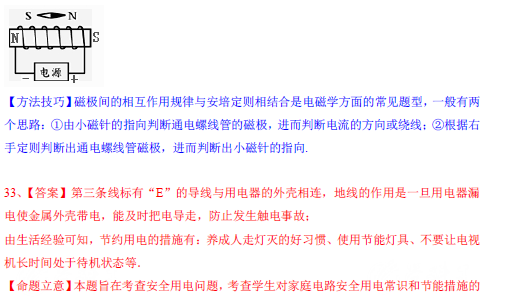 S N
N S
电源
− +
【方法技巧】磁极间的相互作用规律与安培定则相结合是电磁学方面的常见题型，一般有两
个思路：①由小磁针的指向判断通电螺线管的磁极，进而判断电流的方向或绕线；②根据右
手定则判断出通电螺线管磁极，进而判断出小磁针的指向.
33、【答案】第三条线标有“E”的导线与用电器的外壳相连，地线的作用是一旦用电器漏
电使金属外壳带电，能及时把电导走，防止发生触电事故；
由生活经验可知，节约用电的措施有：养成人走灯灭的好习惯、使用节能灯具、不要让电视
机长时间处于待机状态等.
【命题立意】本题旨在考查安全用电问题，考查学生对家庭电路安全用电常识和节能措施的